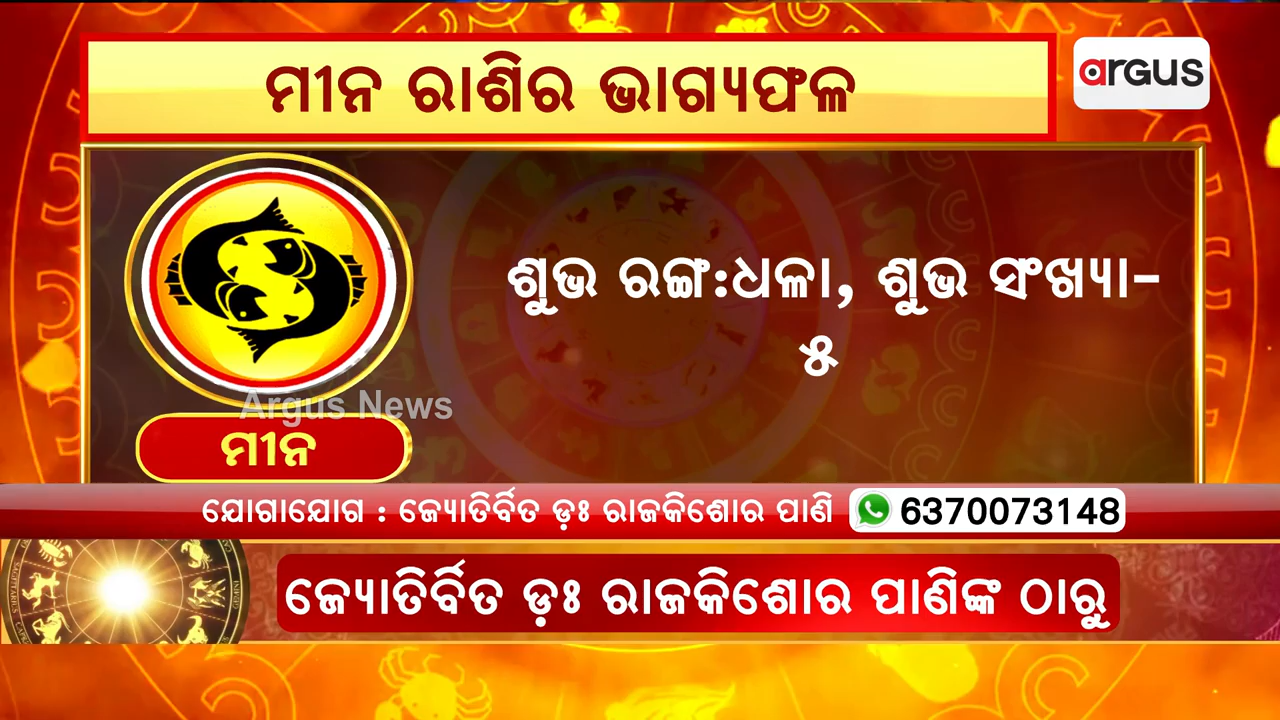 ମୀନ ରାଶିର ଭାଗ୍ୟଫଳ
argus
ଶୁଭ ରଙ୍ଗ:ଧଳା, ଶୁଭ ସଂଖ୍ୟା-
୫
Argus News
ମୀନ
ଯୋଗାଯୋଗ : ଜ୍ୟୋତିର୍ବିତ ଡ଼ଃ ରାଜକିଶୋର ପାଣି 6370073148
ଜ୍ୟୋତିର୍ବିତ ଡ଼ଃ ରାଜକିଶୋର ପାଣିଙ୍କ ଠାରୁ